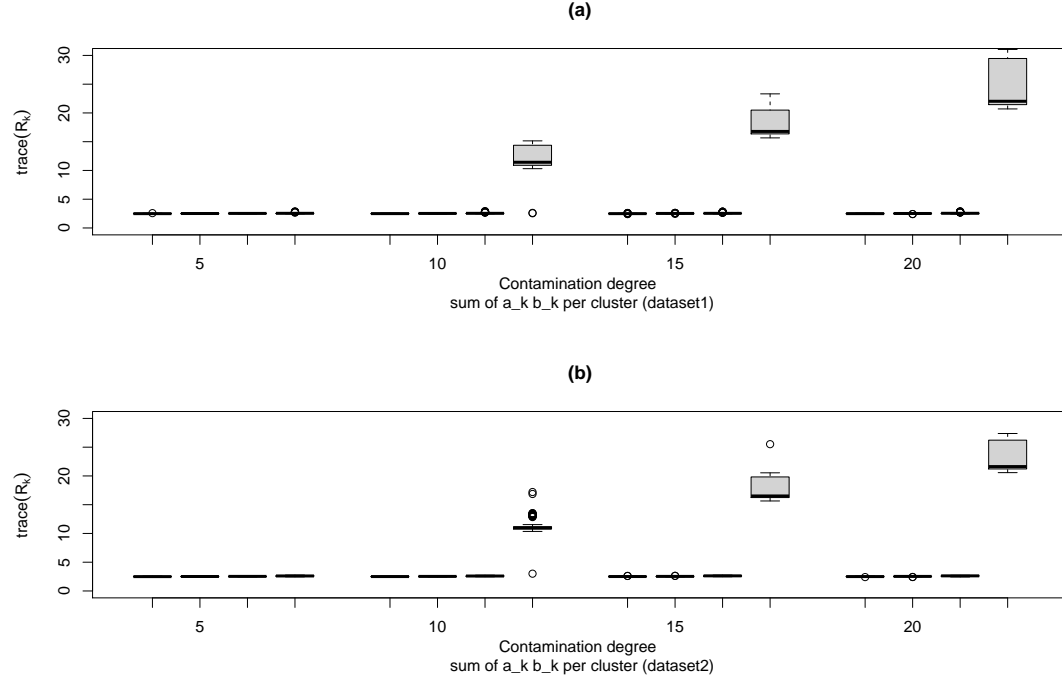 (a)
30
20
10
5
0
trace(R_k)
5 10 15 20
Contamination degree
sum of a_k b_k per cluster (dataset1)
(b)
30
20
10
5
0
trace(R_k)
5 10 15 20
Contamination degree
sum of a_k b_k per cluster (dataset2)